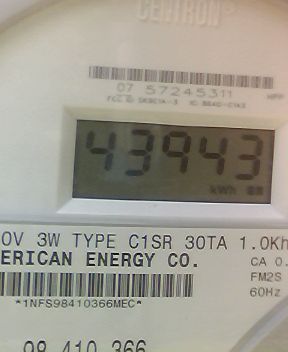 CENTRON®
07 57245311
43943
kWh
0V 3W TYPE C1SR 30TA 1.0Kh
ERICAN ENERGY CO.
CA 0.
FM2S
60Hz
*1NFS98410366MEC*
98 410 366